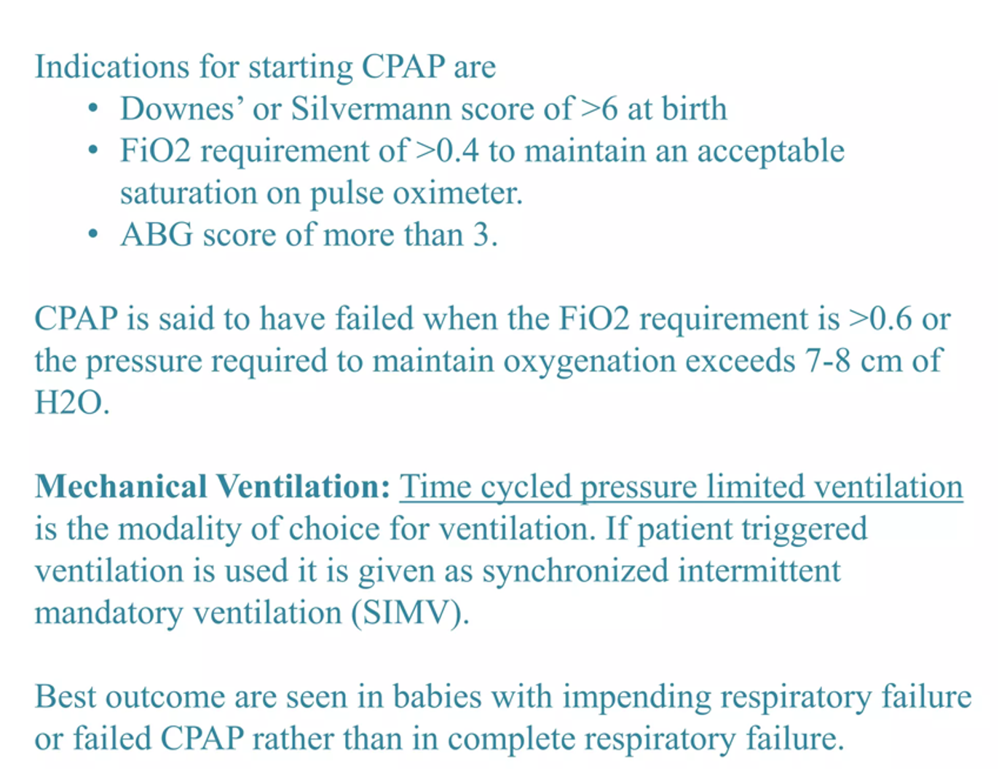 Indications for starting CPAP are
• Downes’ or Silvermann score of >6 at birth
• FiO2 requirement of >0.4 to maintain an acceptable
saturation on pulse oximeter.
• ABG score of more than 3.
CPAP is said to have failed when the FiO2 requirement is >0.6 or
the pressure required to maintain oxygenation exceeds 7-8 cm of
H2O.
Mechanical Ventilation: Time cycled pressure limited ventilation
is the modality of choice for ventilation. If patient triggered
ventilation is used it is given as synchronized intermittent
mandatory ventilation (SIMV).
Best outcome are seen in babies with impending respiratory failure
or failed CPAP rather than in complete respiratory failure.